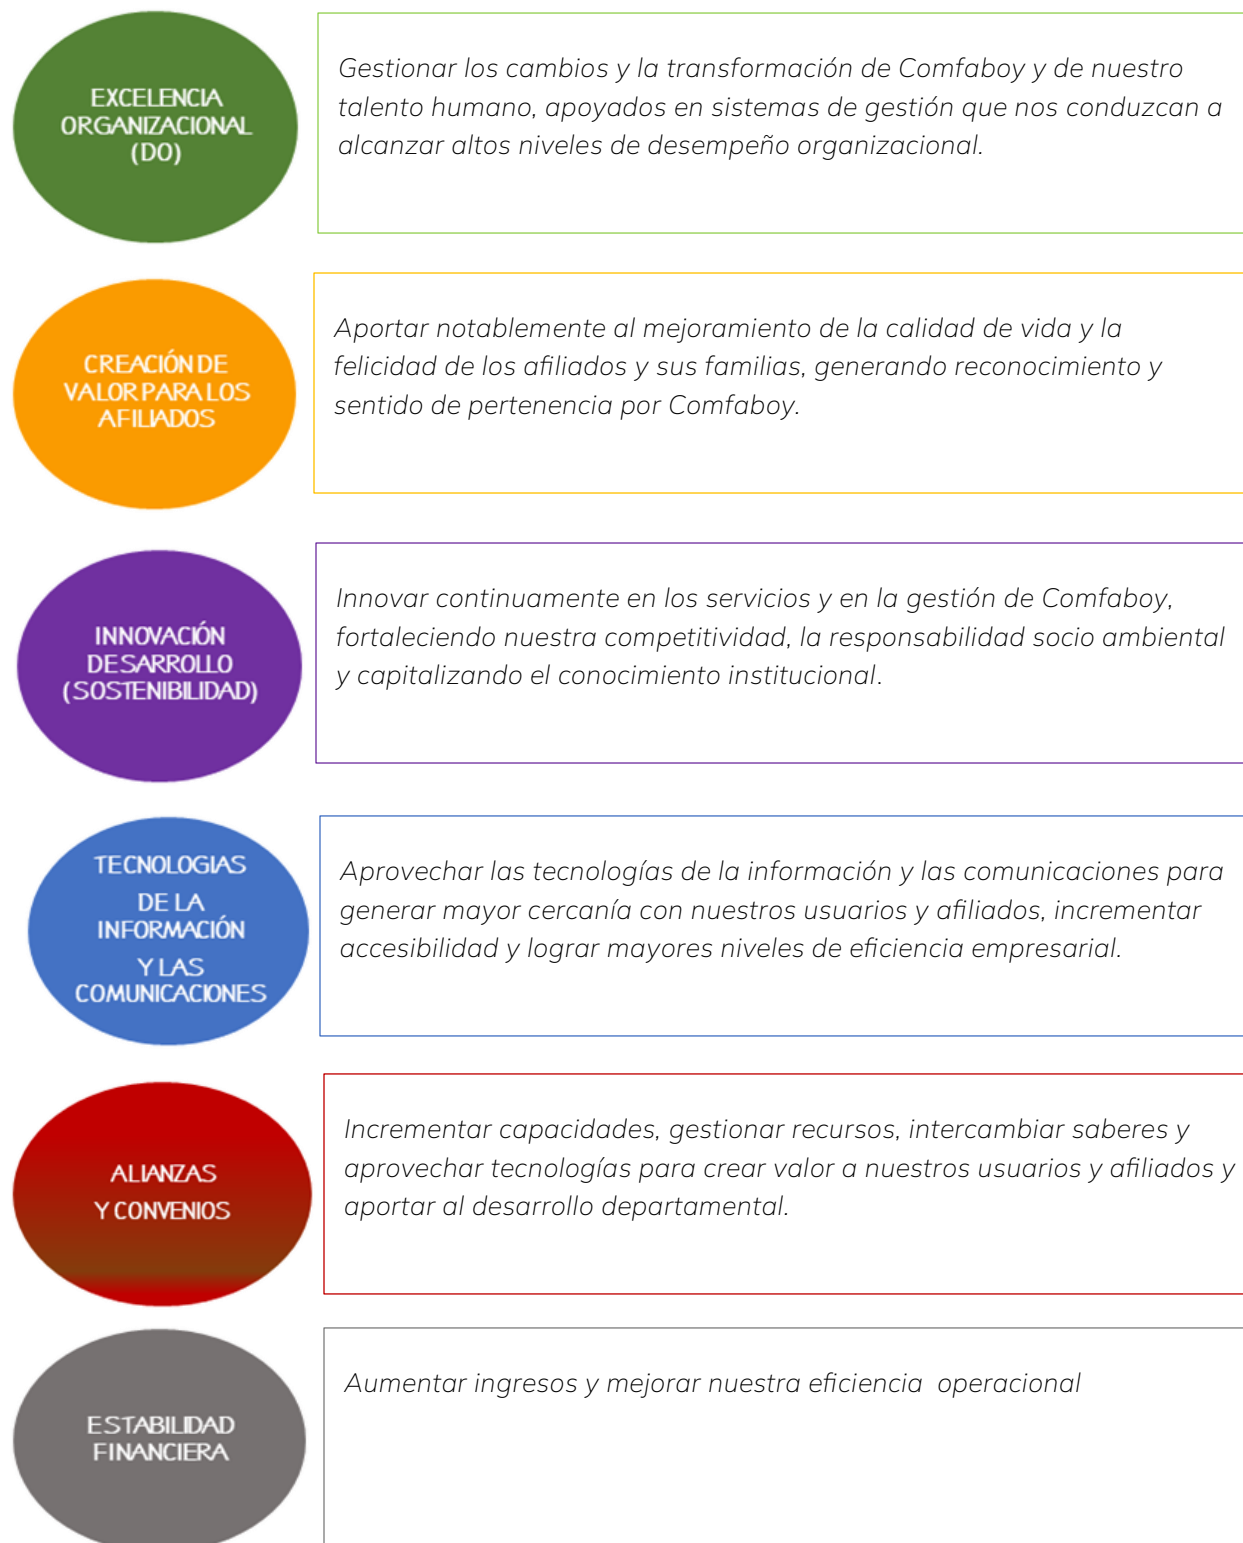 EXCELENCIA
ORGANIZACIONAL
(DO)
Gestionar los cambios y la transformación de Comfaboy y de nuestro
talento humano, apoyados en sistemas de gestión que nos conduzcan a
alcanzar altos niveles de desempeño organizacional.
CREACIÓN DE
VALOR PARA LOS
AFILIADOS
Aportar notablemente al mejoramiento de la calidad de vida y la
felicidad de los afiliados y sus familias, generando reconocimiento y
sentido de pertenencia por Comfaboy.
INNOVACIÓN
DESARROLLO
(SOSTENIBILIDAD)
Innovar continuamente en los servicios y en la gestión de Comfaboy,
fortaleciendo nuestra competitividad, la responsabilidad socio ambiental
y capitalizando el conocimiento institucional.
TECNOLOGIAS
DE LA
INFORMACIÓN
Y LAS
COMUNICACIONES
Aprovechar las tecnologías de la información y las comunicaciones para
generar mayor cercanía con nuestros usuarios y afiliados, incrementar
accesibilidad y lograr mayores niveles de eficiencia empresarial.
ALIANZAS
Y CONVENIOS
Incrementar capacidades, gestionar recursos, intercambiar saberes y
aprovechar tecnologías para crear valor a nuestros usuarios y afiliados y
aportar al desarrollo departamental.
ESTABILIDAD
FINANCIERA
Aumentar ingresos y mejorar nuestra eficiencia operacional